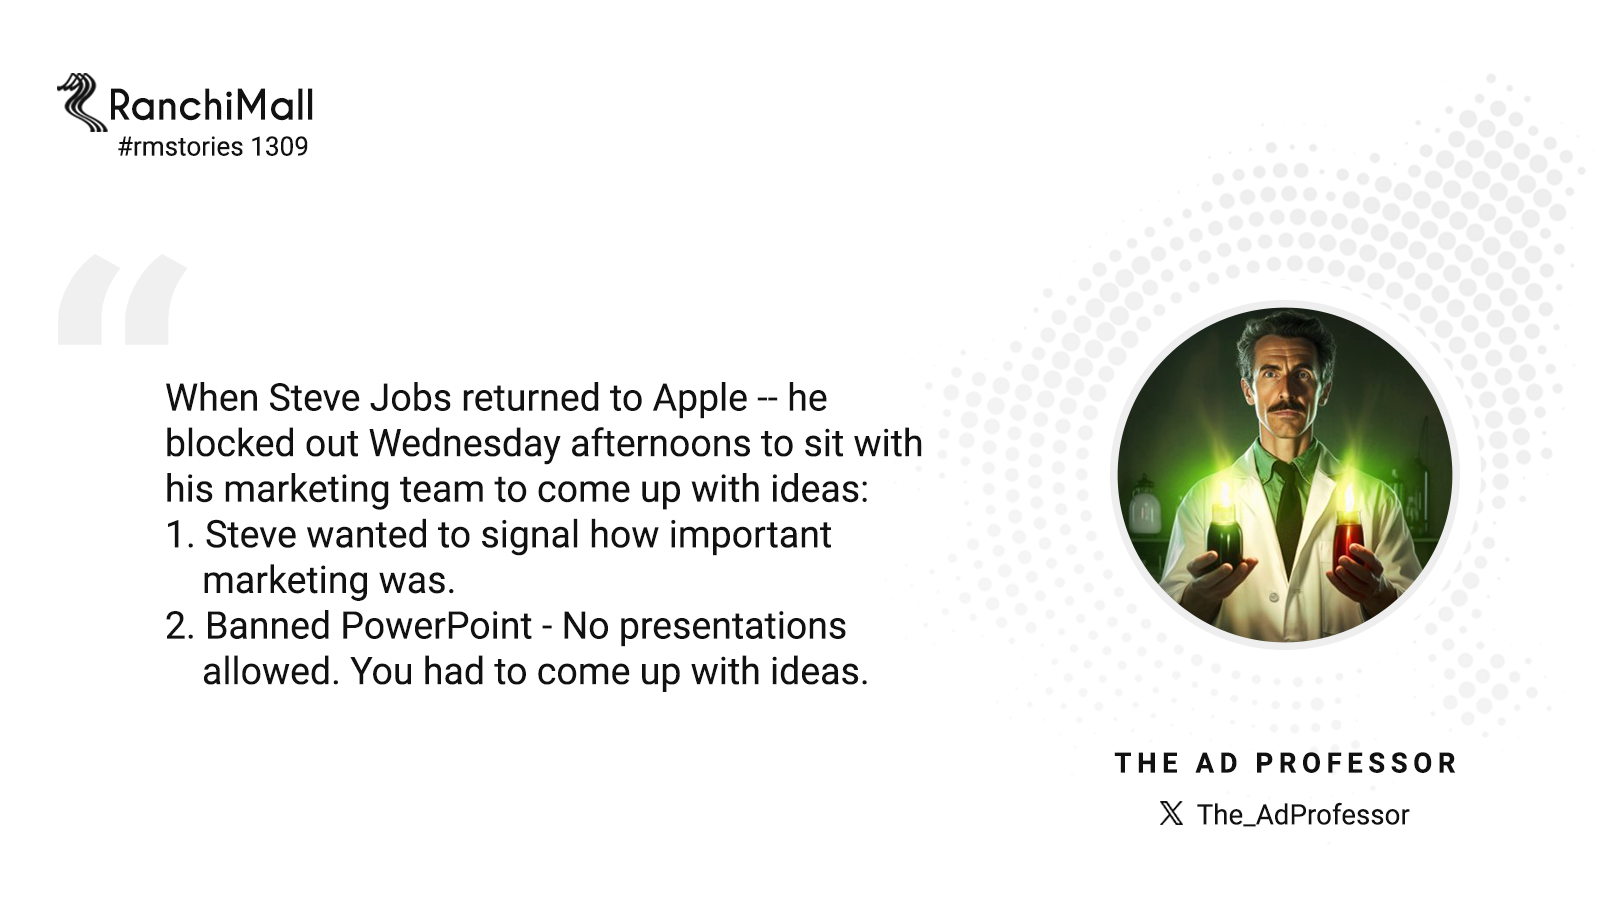 RanchiMall
#rmstories 1309
“
When Steve Jobs returned to Apple -- he
blocked out Wednesday afternoons to sit with
his marketing team to come up with ideas:
1. Steve wanted to signal how important
marketing was.
2. Banned PowerPoint - No presentations
allowed. You had to come up with ideas.
THE AD PROFESSOR
𝕏 The_AdProfessor